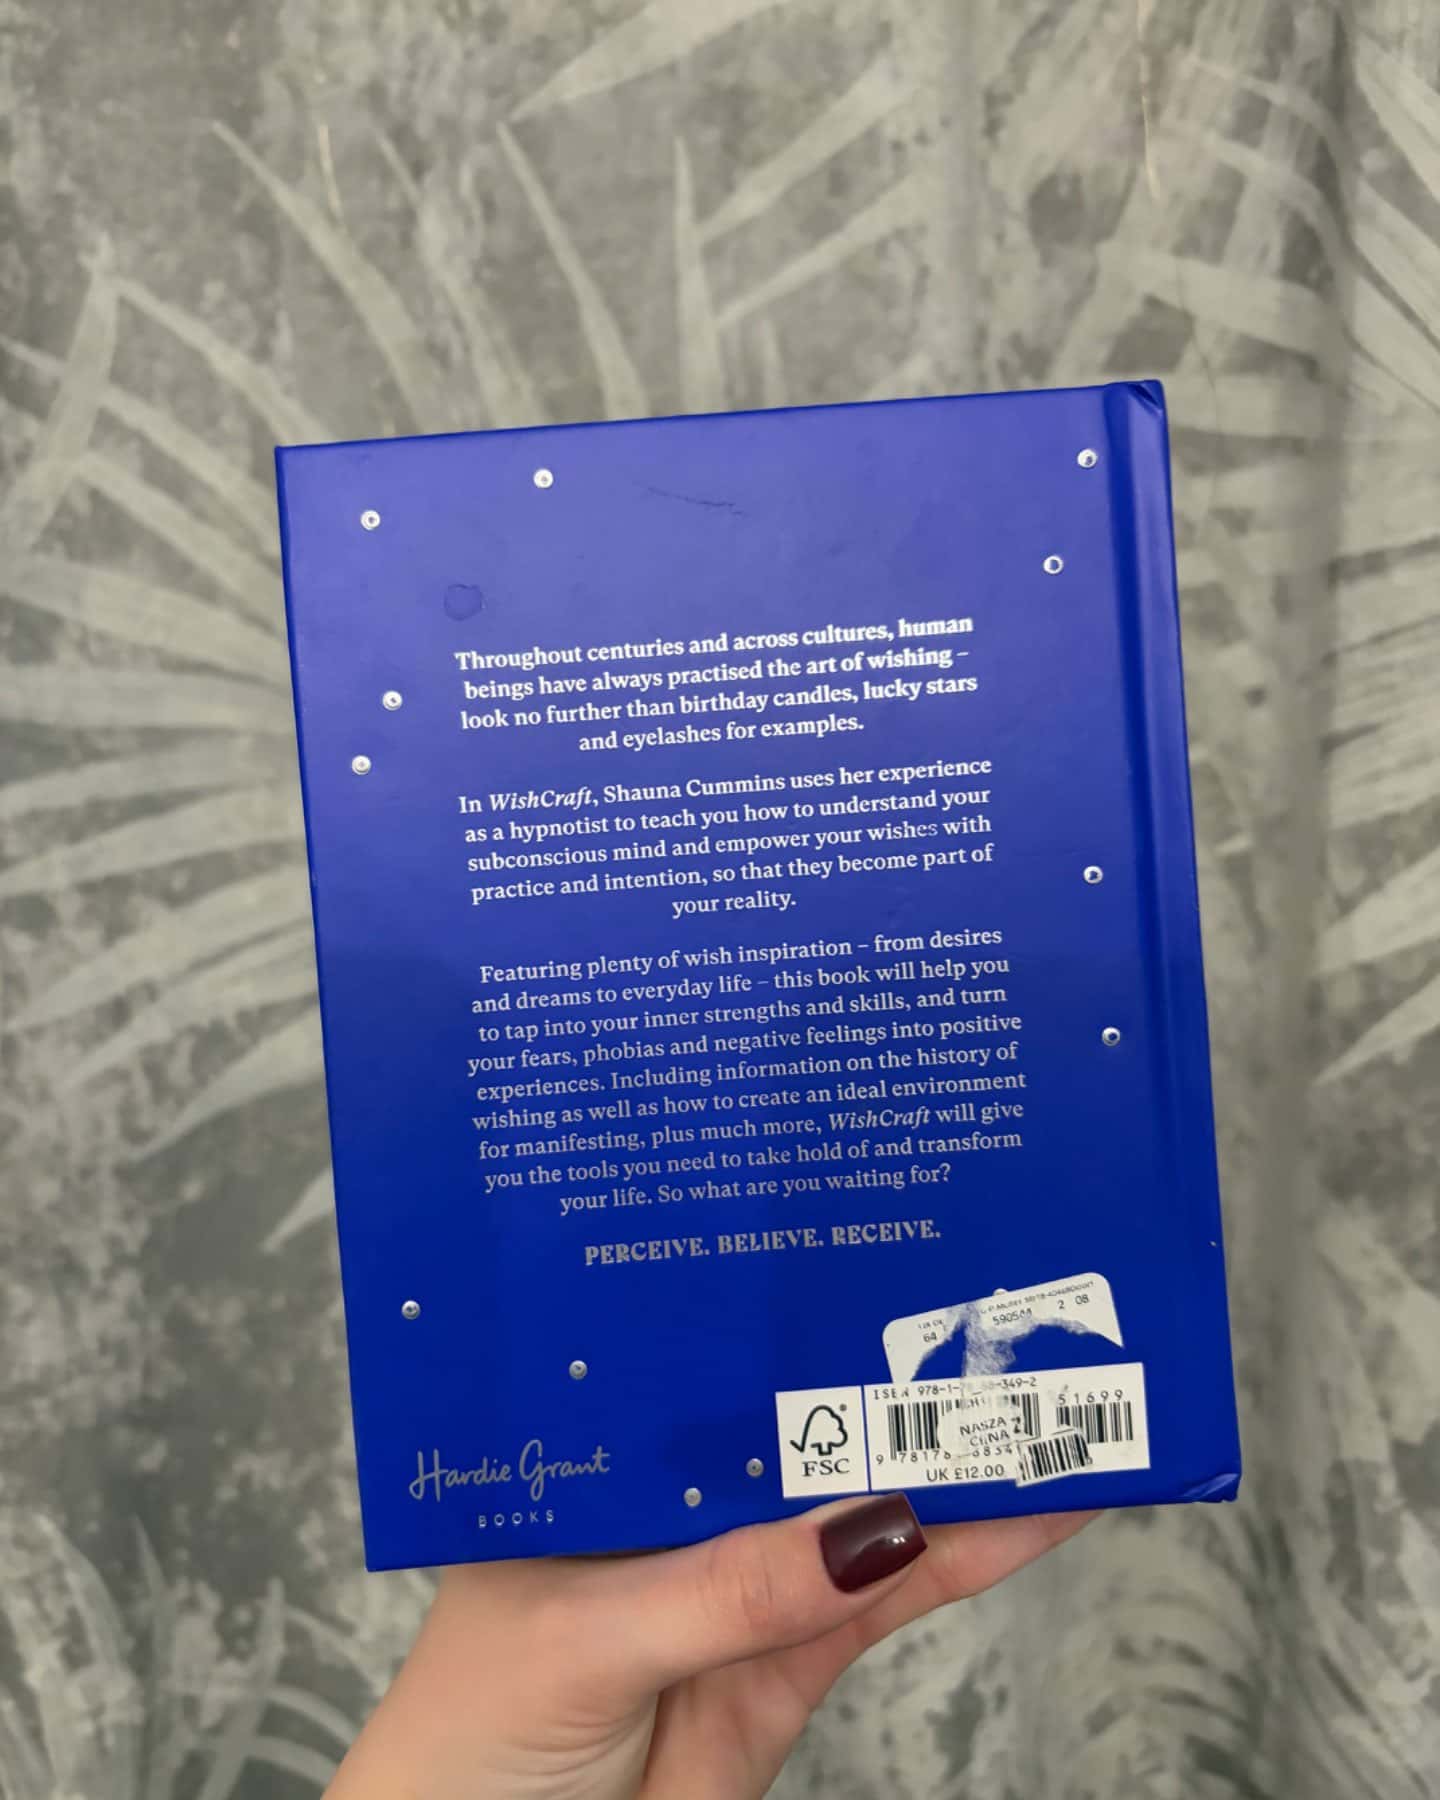 Throughout centuries and across cultures, human
beings have always practised the art of wishing –
look no further than birthday candles, lucky stars
and eyelashes for examples.
In WishCraft, Shauna Cummins uses her experience
as a hypnotist to teach you how to understand your
subconscious mind and empower your wishes with
practice and intention, so that they become part of
your reality.
Featuring plenty of wish inspiration – from desires
and dreams to everyday life – this book will help you
to tap into your inner strengths and skills, and turn
your fears, phobias and negative feelings into positive
experiences. Including information on the history of
wishing as well as how to create an ideal environment
for manifesting, plus much more, WishCraft will give
you the tools you need to take hold of and transform
your life. So what are you waiting for?
PERCEIVE. BELIEVE. RECEIVE.
64 2 08
349-2
51699
NASZA
FSC
UK £12.00
Hardie Grant
BOOKS